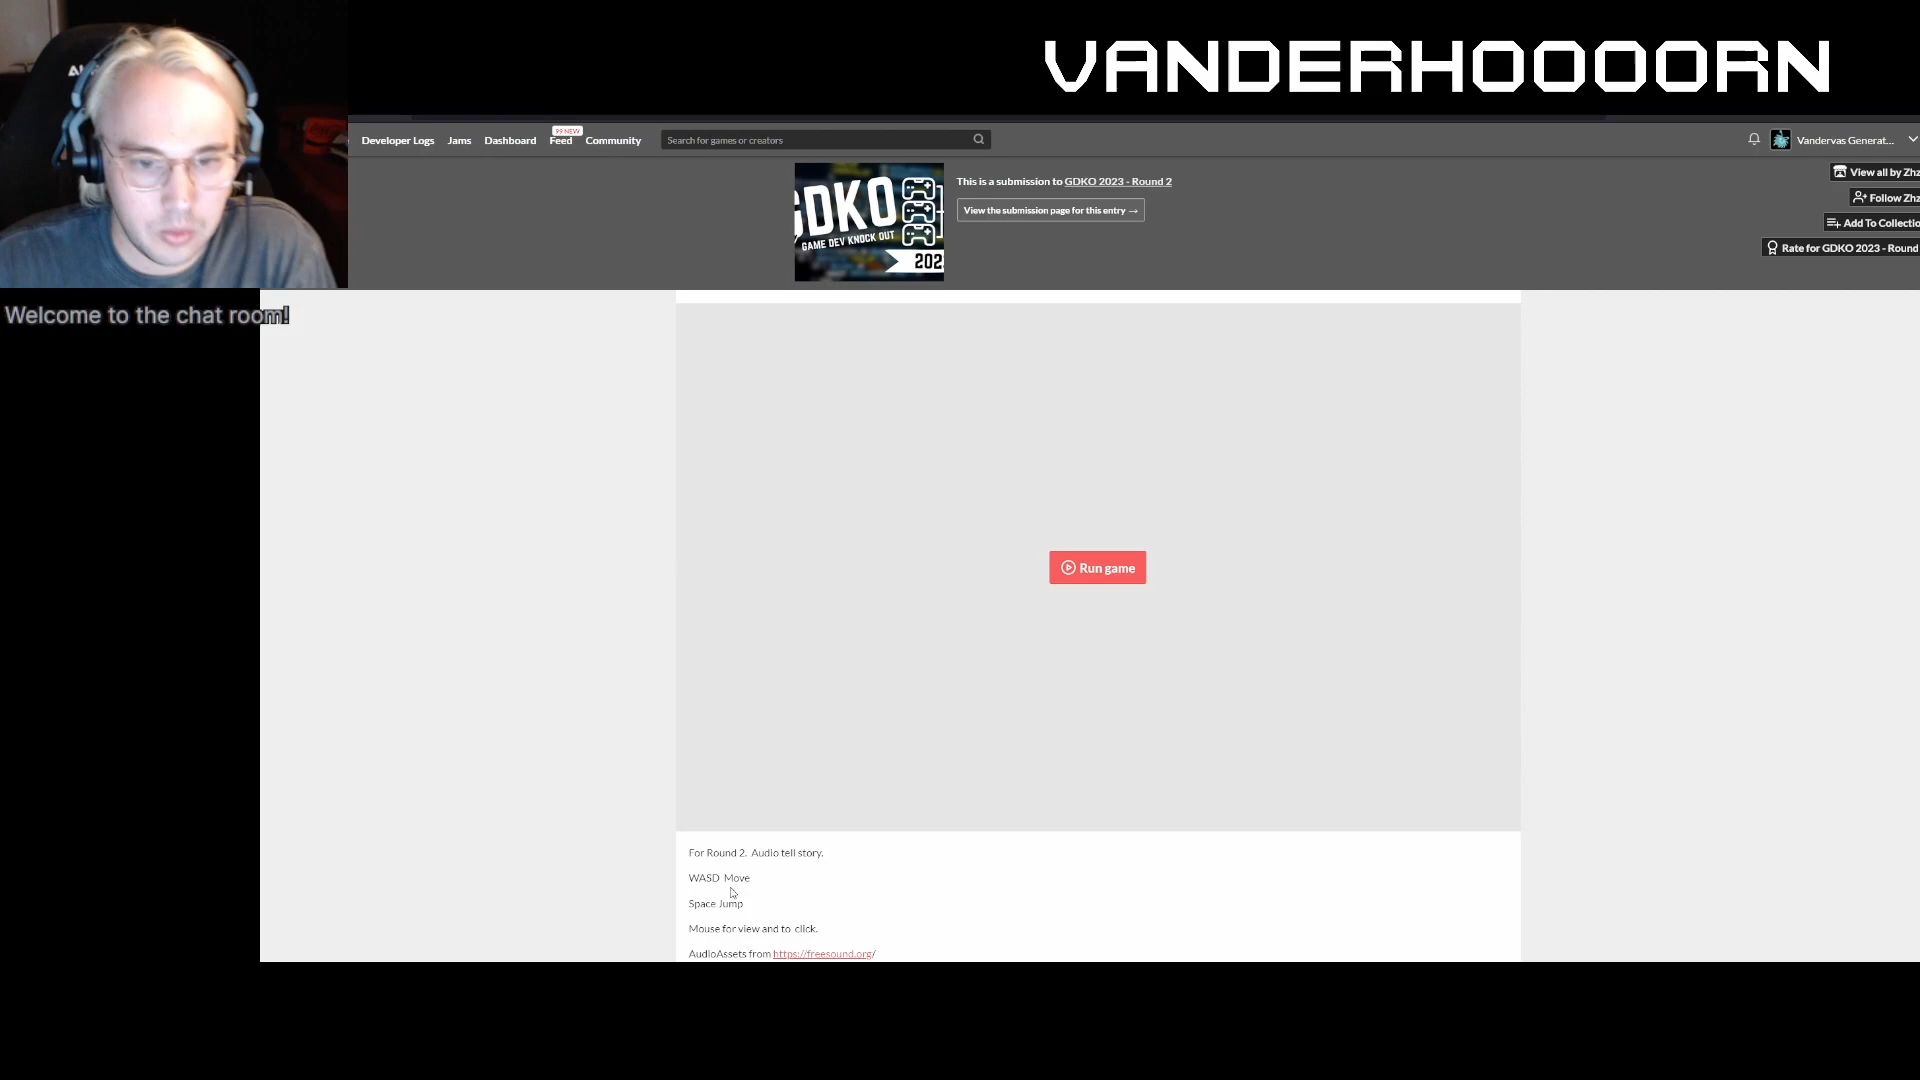 VANDERHOOOORN
Developer Logs
Jams
Dashboard
99 NEW
Feed
Community
Search for games or creators
Vandervas Generat...
GDKO
GAME DEV KNOCK OUT
202
This is a submission to GDKO 2023 - Round 2
View the submission page for this entry →
View all by Zhz
Follow Zhz
Add To Collectio
Rate for GDKO 2023 - Round
Welcome to the chat room!
Run game
For Round 2. Audio tell story.
WASD Move
Space Jump
Mouse for view and to click.
AudioAssets from https://freesound.org/